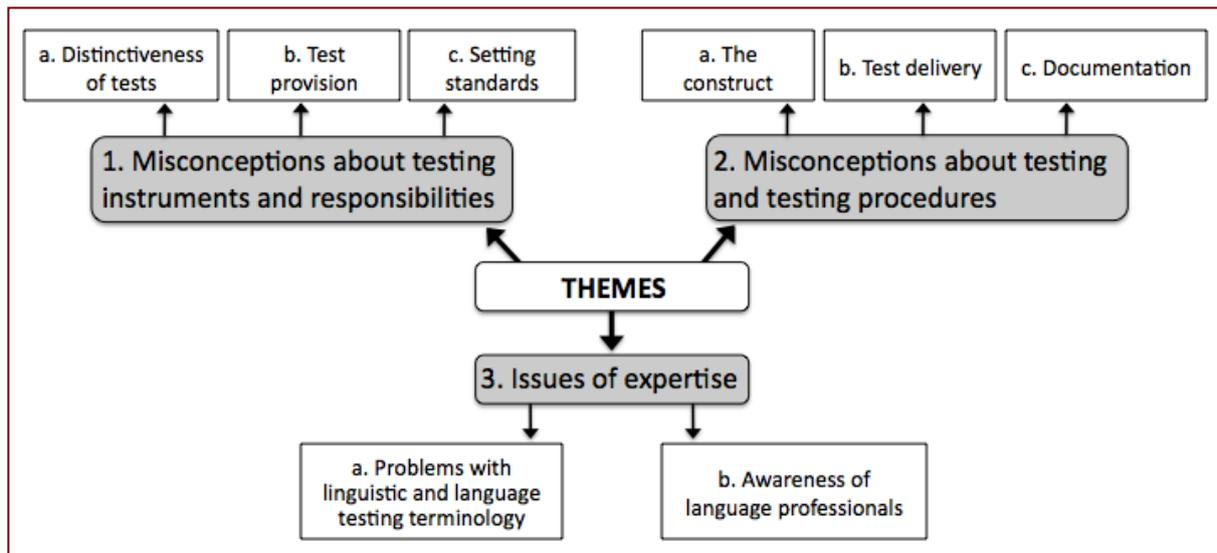 a. Distinctiveness
of tests
b. Test
provision
c. Setting
standards
a. The
construct
b. Test delivery
c. Documentation
1. Misconceptions about testing
instruments and responsibilities
2. Misconceptions about testing
and testing procedures
THEMES
3. Issues of expertise
a. Problems with
linguistic and language
testing terminology
b. Awareness of
language professionals